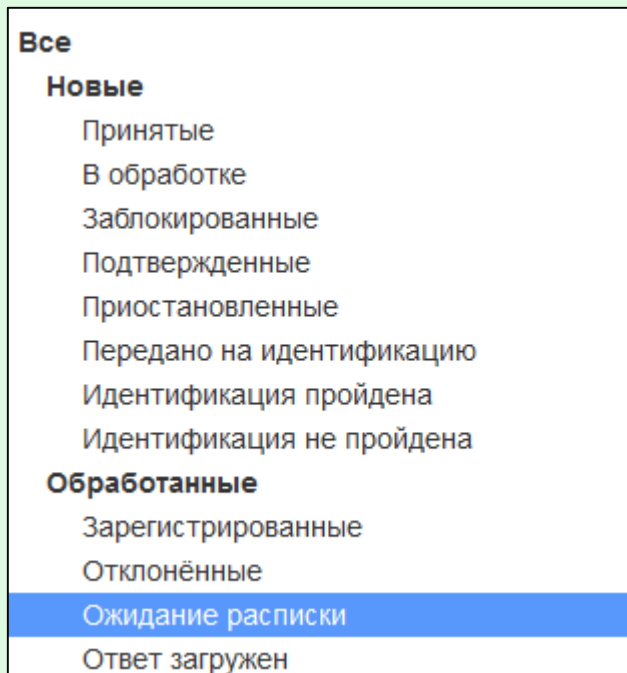 Все
Новые
Принятые
В обработке
Заблокированные
Подтвержденные
Приостановленные
Передано на идентификацию
Идентификация пройдена
Идентификация не пройдена
Обработанные
Зарегистрированные
Отклонённые
Ожидание расписки
Ответ загружен